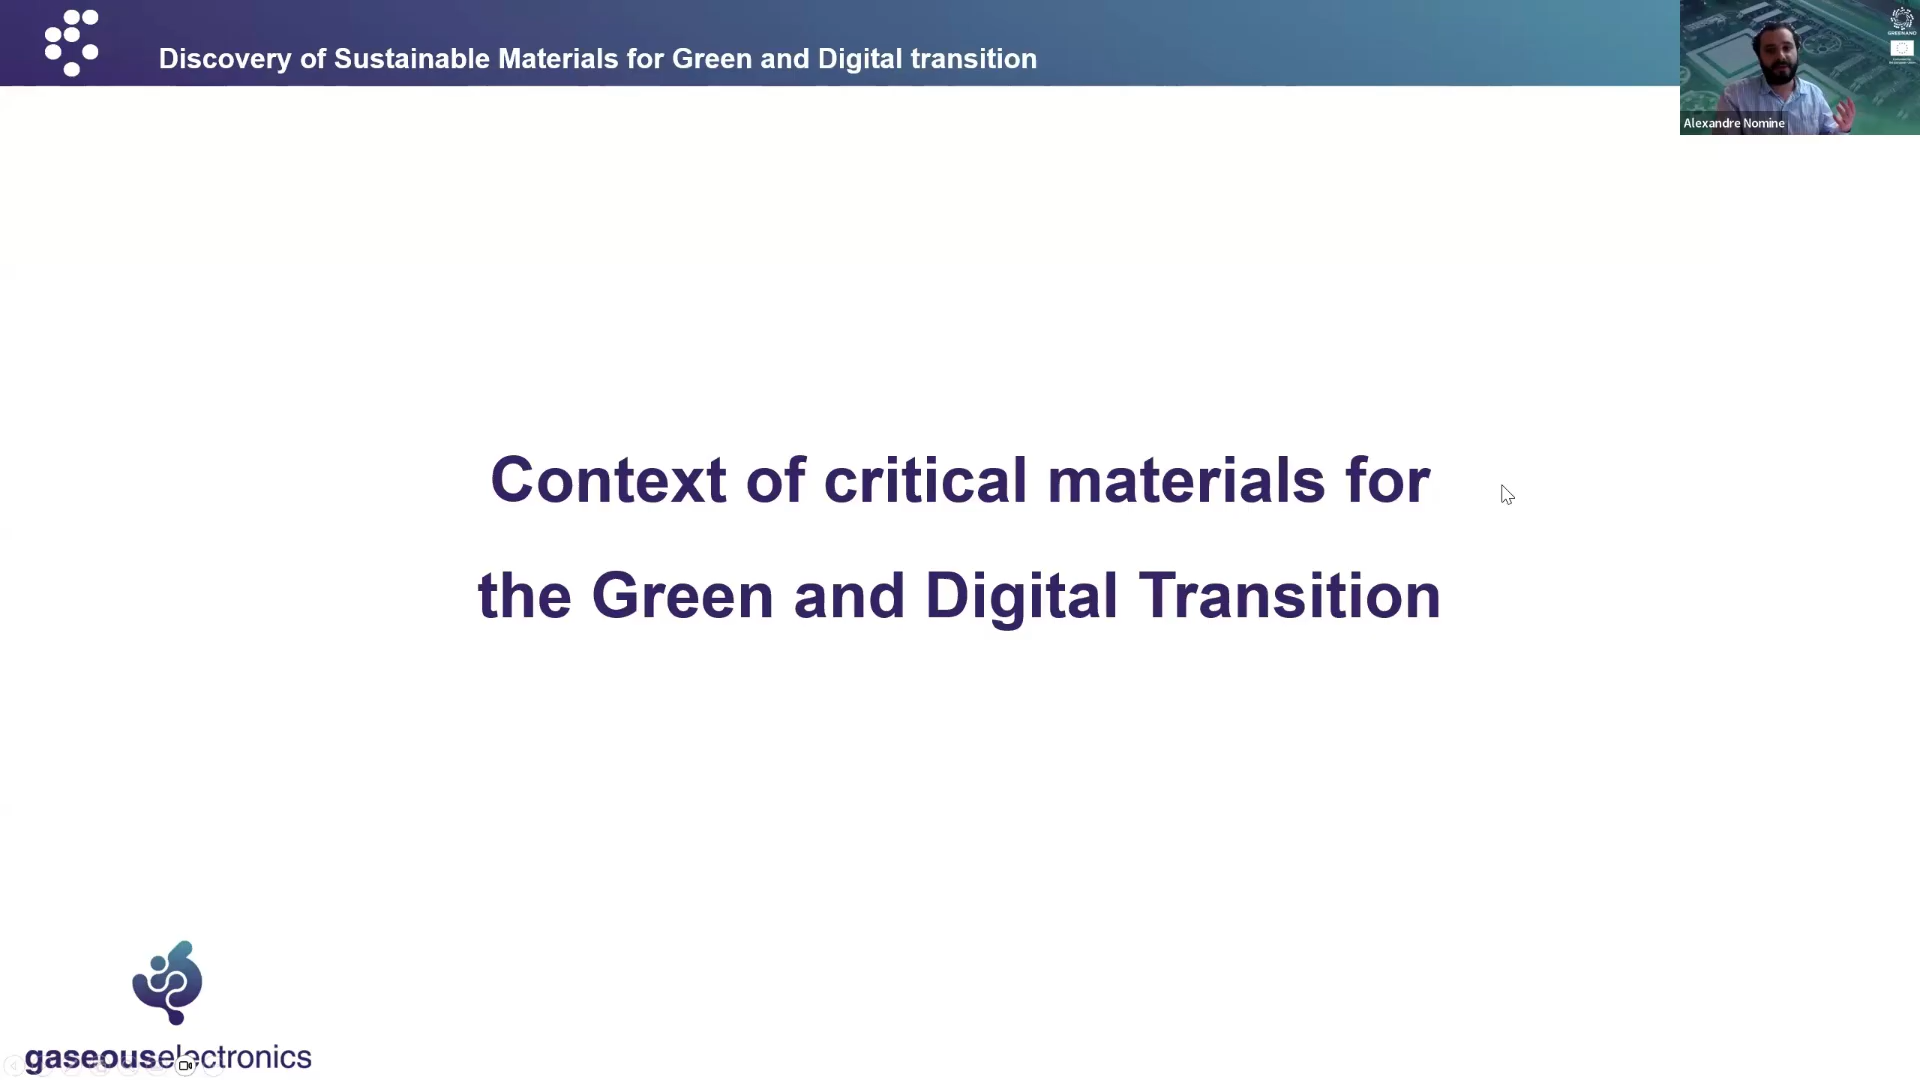 Discovery of Sustainable Materials for Green and Digital transition
GREENANO
Alexandre Nomine
Context of critical materials for
the Green and Digital Transition
gaseouselectronics